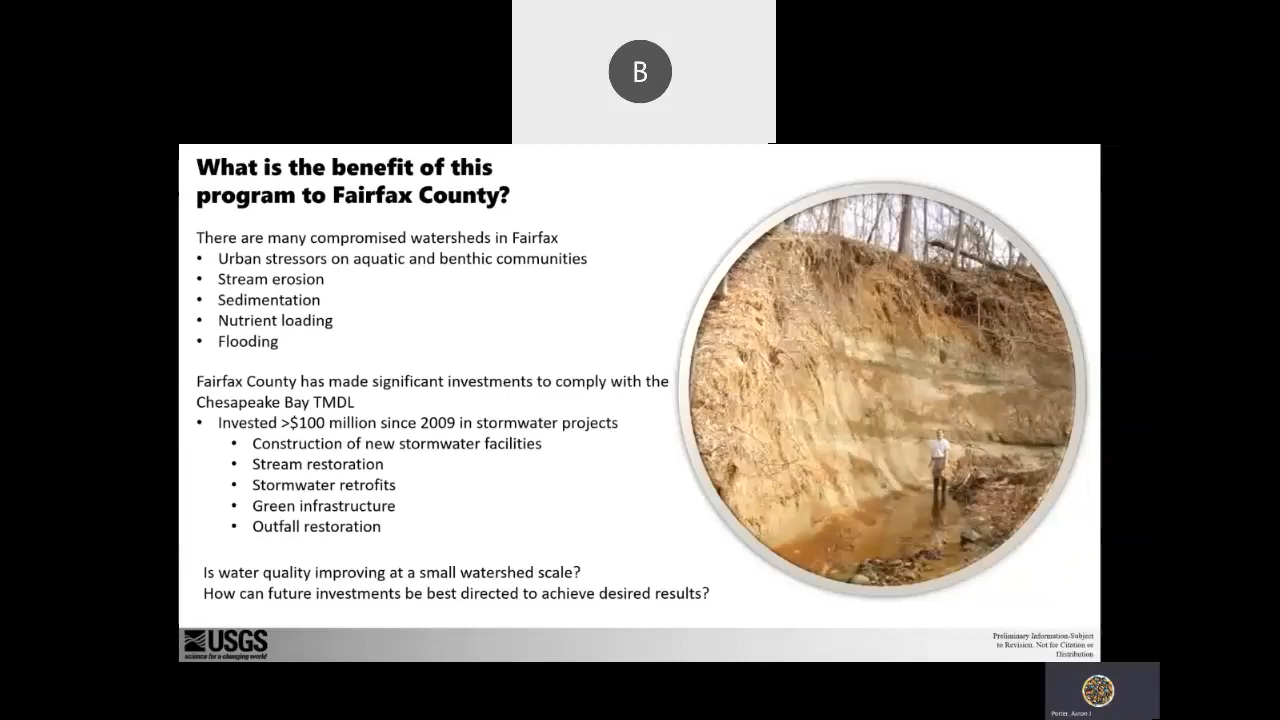 B
What is the benefit of this
program to Fairfax County?
There are many compromised watersheds in Fairfax
• Urban stressors on aquatic and benthic communities
• Stream erosion
• Sedimentation
• Nutrient loading
• Flooding
Fairfax County has made significant investments to comply with the
Chesapeake Bay TMDL
• Invested >$100 million since 2009 in stormwater projects
• Construction of new stormwater facilities
• Stream restoration
• Stormwater retrofits
• Green infrastructure
• Outfall restoration
Is water quality improving at a small watershed scale?
How can future investments be best directed to achieve desired results?
USGS
science for a changing world
Preliminary Information-Subject
to Revision. Not for Citation or
Distribution
Porter, Aaron J